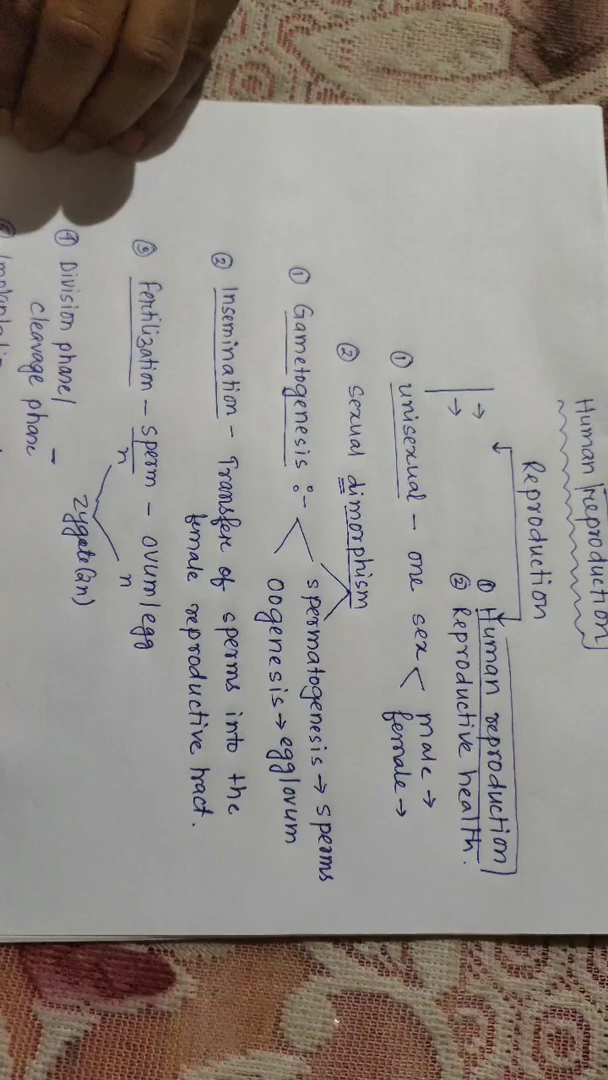 Human reproduction
Reproduction
① Human reproduction
② Reproductive health.
① unisexual - one sex < male →
female →
② Sexual dimorphism
① Gametogenesis :- < spermatogenesis → sperms
oogenesis → egg/ovum
② Insemination - Transfer of sperms into the
female reproductive tract.
③ Fertilization - sperm - ovum/egg
n n
zygote(2n)
④ Division phase/
cleavage phase -